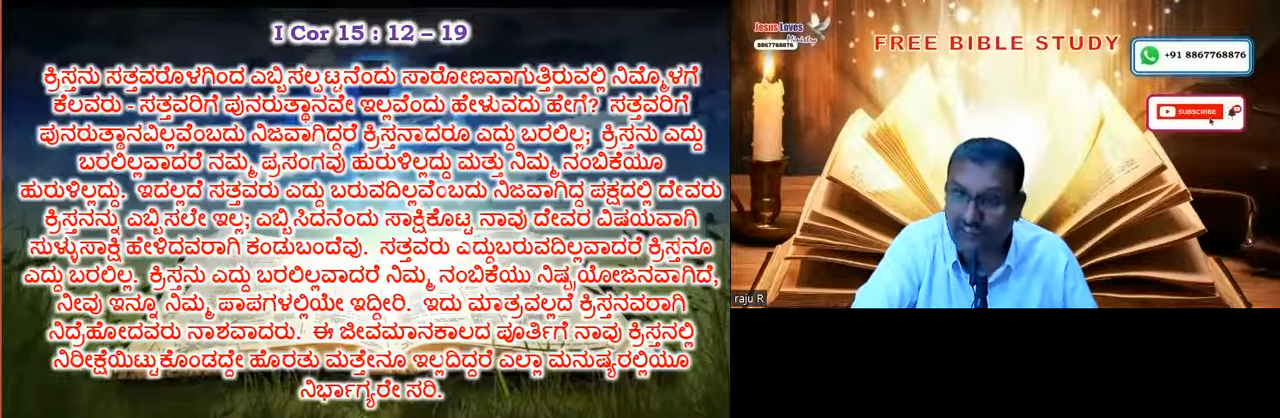 I Cor 15 : 12 – 19
ಕ್ರಿಸ್ತನು ಸತ್ತವರೊಳಗಿಂದ ಎಬ್ಬಿಸಲ್ಪಟ್ಟನೆಂದು ಸಾರೋಣವಾಗುತ್ತಿರುವಲ್ಲಿ ನಿಮ್ಮೊಳಗೆ
ಕೆಲವರು - ಸತ್ತವರಿಗೆ ಪುನರುತ್ಥಾನವೇ ಇಲ್ಲವೆಂದು ಹೇಳುವದು ಹೇಗೆ? ಸತ್ತವರಿಗೆ
ಪುನರುತ್ಥಾನವಿಲ್ಲವೆಂಬದು ನಿಜವಾಗಿದ್ದರೆ ಕ್ರಿಸ್ತನಾದರೂ ಎದ್ದು ಬರಲಿಲ್ಲ; ಕ್ರಿಸ್ತನು ಎದ್ದು
ಬರಲಿಲ್ಲವಾದರೆ ನಮ್ಮ ಪ್ರಸಂಗವು ಹುರುಳಿಲ್ಲದ್ದು ಮತ್ತು ನಿಮ್ಮ ನಂಬಿಕೆಯೂ
ಹುರುಳಿಲ್ಲದ್ದು. ಇದಲ್ಲದೆ ಸತ್ತವರು ಎದ್ದು ಬರುವದಿಲ್ಲವೆಂಬದು ನಿಜವಾಗಿದ್ದ ಪಕ್ಷದಲ್ಲಿ ದೇವರು
ಕ್ರಿಸ್ತನನ್ನು ಎಬ್ಬಿಸಲೇ ಇಲ್ಲ; ಎಬ್ಬಿಸಿದನೆಂದು ಸಾಕ್ಷಿಕೊಟ್ಟ ನಾವು ದೇವರ ವಿಷಯವಾಗಿ
ಸುಳ್ಳುಸಾಕ್ಷಿ ಹೇಳಿದವರಾಗಿ ಕಂಡುಬಂದೆವು. ಸತ್ತವರು ಎದ್ದುಬರುವದಿಲ್ಲವಾದರೆ ಕ್ರಿಸ್ತನೂ
ಎದ್ದು ಬರಲಿಲ್ಲ. ಕ್ರಿಸ್ತನು ಎದ್ದು ಬರಲಿಲ್ಲವಾದರೆ ನಿಮ್ಮ ನಂಬಿಕೆಯು ನಿಷ್ಪ್ರಯೋಜನವಾಗಿದೆ,
ನೀವು ಇನ್ನೂ ನಿಮ್ಮ ಪಾಪಗಳಲ್ಲಿಯೇ ಇದ್ದೀರಿ. ಇದು ಮಾತ್ರವಲ್ಲದೆ ಕ್ರಿಸ್ತನವರಾಗಿ
ನಿದ್ರೆಹೋದವರು ನಾಶವಾದರು. ಈ ಜೀವಮಾನಕಾಲದ ಪೂರ್ತಿಗೆ ನಾವು ಕ್ರಿಸ್ತನಲ್ಲಿ
ನಿರೀಕ್ಷೆಯಿಟ್ಟುಕೊಂಡದ್ದೇ ಹೊರತು ಮತ್ತೇನೂ ಇಲ್ಲದಿದ್ದರೆ ಎಲ್ಲಾ ಮನುಷ್ಯರಲ್ಲಿಯೂ
ನಿರ್ಭಾಗ್ಯರೇ ಸರಿ.
Jesus Loves
Ministry
8867768876
FREE BIBLE STUDY
+91 8867768876
SUBSCRIBE
raju R